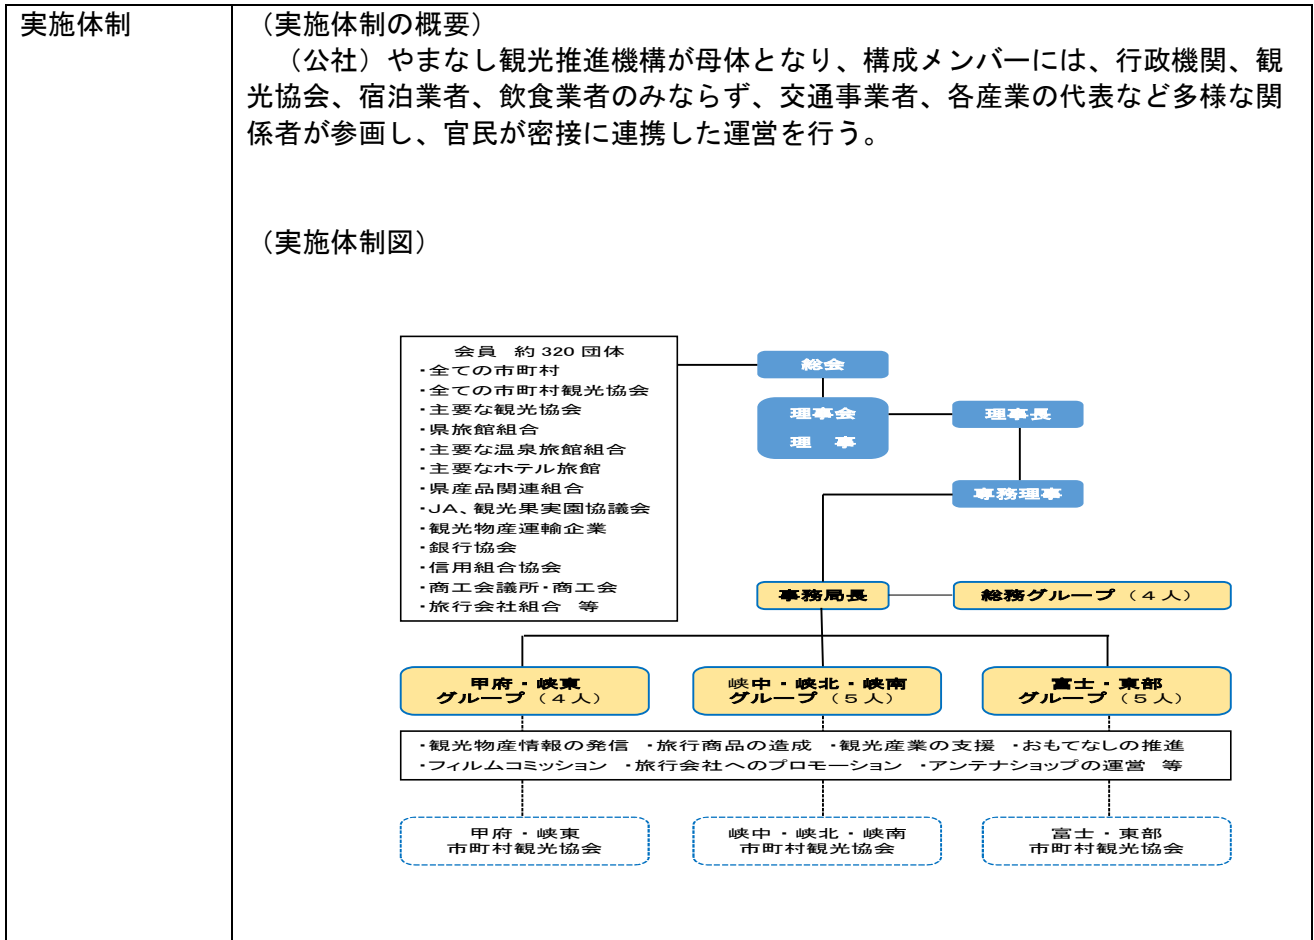 実施体制
（実施体制の概要）
（公社）やまなし観光推進機構が母体となり、構成メンバーには、行政機関、観
光協会、宿泊業者、飲食業者のみならず、交通事業者、各産業の代表など多様な関
係者が参画し、官民が密接に連携した運営を行う。
（実施体制図）
会員　約 320 団体
・全ての市町村
・全ての市町村観光協会
・主要な観光協会
・県旅館組合
・主要な温泉旅館組合
・主要なホテル旅館
・県産品関連組合
・JA、観光果実園協議会
・観光物産運輸企業
・銀行協会
・信用組合協会
・商工会議所・商工会
・旅行会社組合　等
総会
理事会
理　事
理事長
専務理事
事務局長
総務グループ（４人）
甲府・峡東
グループ（４人）
峡中・峡北・峡南
グループ（５人）
富士・東部
グループ（５人）
・観光物産情報の発信　・旅行商品の造成　・観光産業の支援　・おもてなしの推進
・フィルムコミッション　・旅行会社へのプロモーション　・アンテナショップの運営　等
甲府・峡東
市町村観光協会
峡中・峡北・峡南
市町村観光協会
富士・東部
市町村観光協会